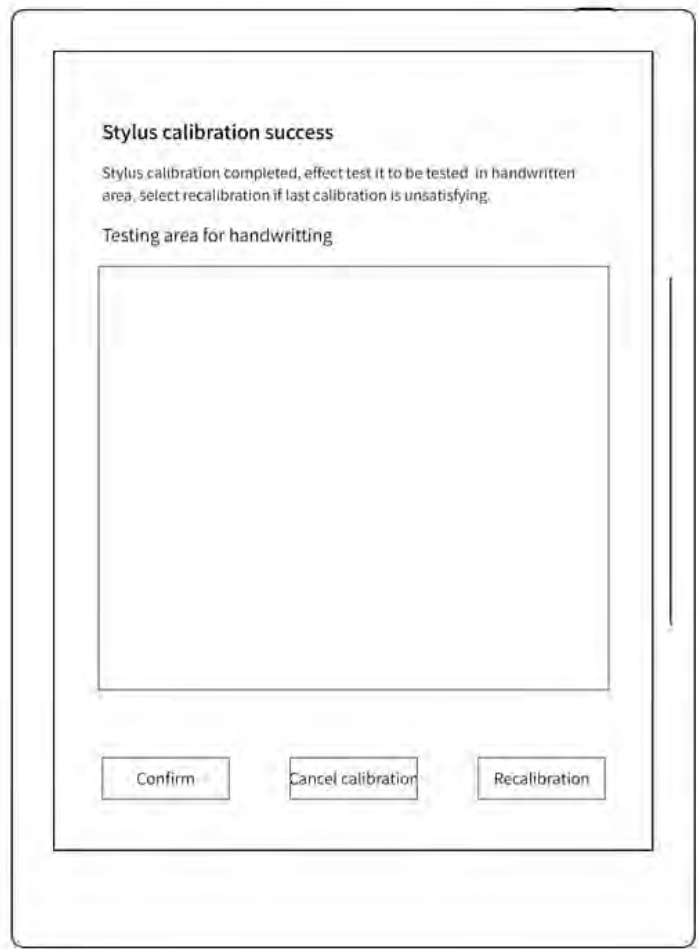 Stylus calibration success
Stylus calibration completed, effect test it to be tested in handwritten
area, select recalibration if last calibration is unsatisfying.
Testing area for handwritting
Confirm
Cancel calibration
Recalibration